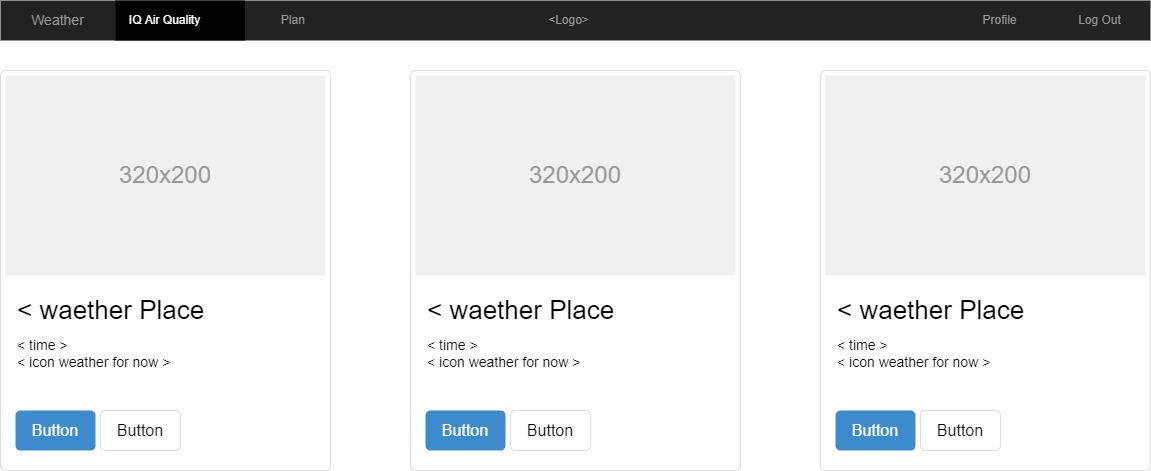 Weather IQ Air Quality Plan <Logo> Profile Log Out
320x200 320x200 320x200
< waether Place < waether Place < waether Place
< time > < time > < time >
< icon weather for now > < icon weather for now > < icon weather for now >
Button Button Button Button Button Button